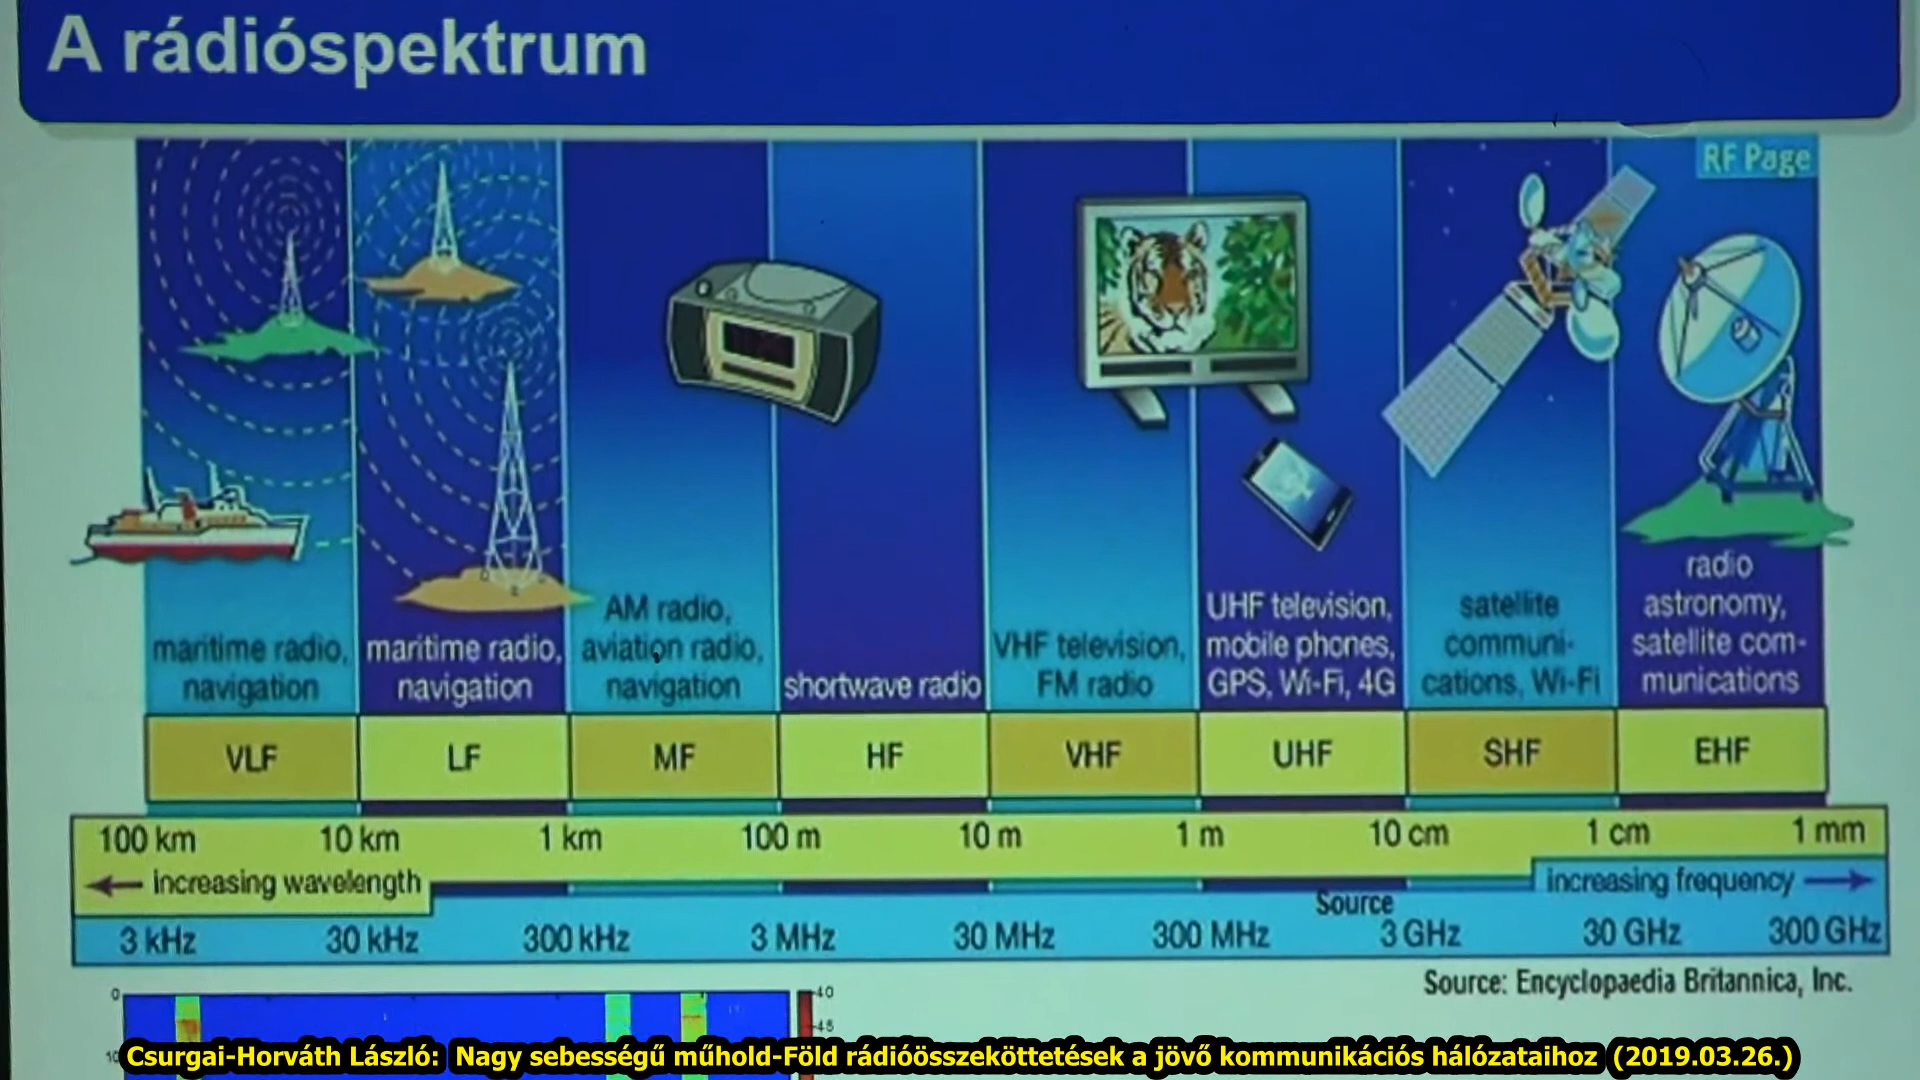 A rádióspektrum
RF Page
maritime radio,
navigation
maritime radio,
navigation
AM radio,
aviation radio,
navigation
shortwave radio
VHF television,
FM radio
UHF television,
mobile phones,
GPS, Wi-Fi, 4G
satellite
communi-
cations, Wi-Fi
radio
astronomy,
satellite com-
munications
VLF LF MF HF VHF UHF SHF EHF
100 km 10 km 1 km 100 m 10 m 1 m 10 cm 1 cm 1 mm
increasing wavelength
increasing frequency
Source
3 kHz 30 kHz 300 kHz 3 MHz 30 MHz 300 MHz 3 GHz 30 GHz 300 GHz
Source: Encyclopaedia Britannica, Inc.
0
-40
-45
Csurgai-Horváth László: Nagy sebességű műhold-Föld rádióösszeköttetések a jövő kommunikációs hálózataihoz (2019.03.26.)